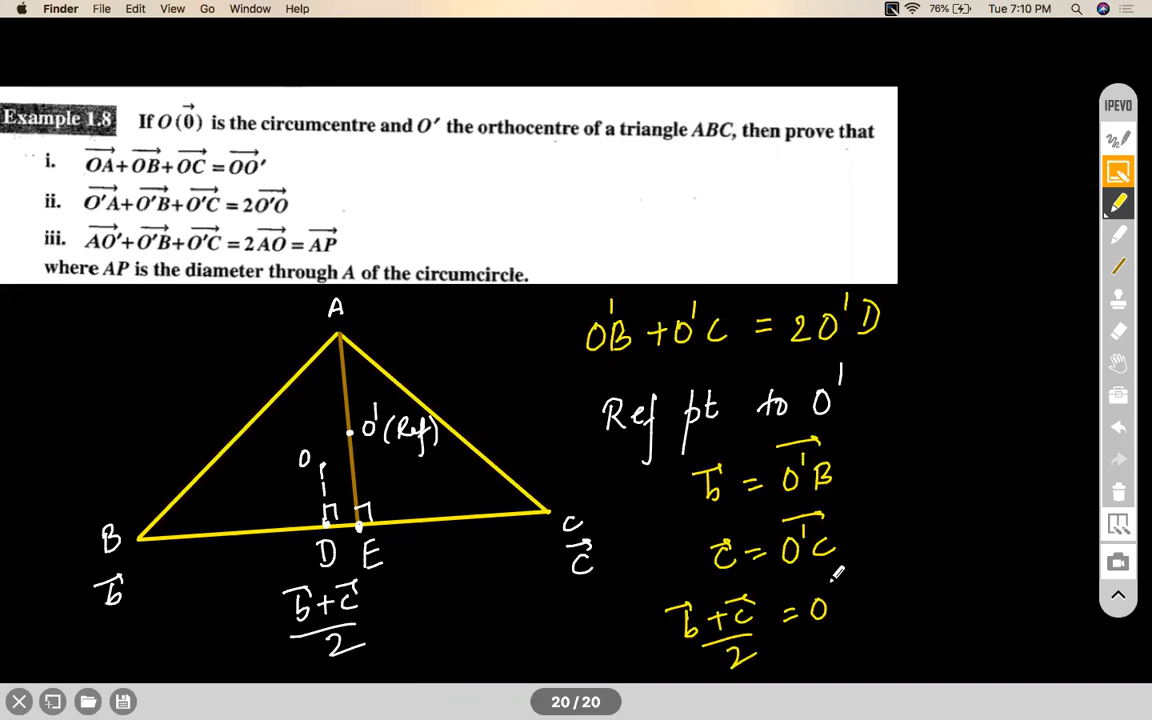 Finder File Edit View Go Window Help 76% Tue 7:10 PM
IPEVO
Example 1.8 If O(0⃗) is the circumcentre and O′ the orthocentre of a triangle ABC, then prove that
i. OA⃗ + OB⃗ + OC⃗ = OO′⃗
ii. O′A⃗ + O′B⃗ + O′C⃗ = 2O′O⃗
iii. AO′⃗ + O′B⃗ + O′C⃗ = 2AO⃗ = AP⃗
where AP is the diameter through A of the circumcircle.
A
O'(Ref)
O
B
D
E
C
b⃗
c⃗
(b⃗ + c⃗)/2
O'B + O'C = 2O'D
Ref pt to O'
b⃗ = O'B⃗
c⃗ = O'C⃗
(b⃗ + c⃗)/2 = O
20 / 20